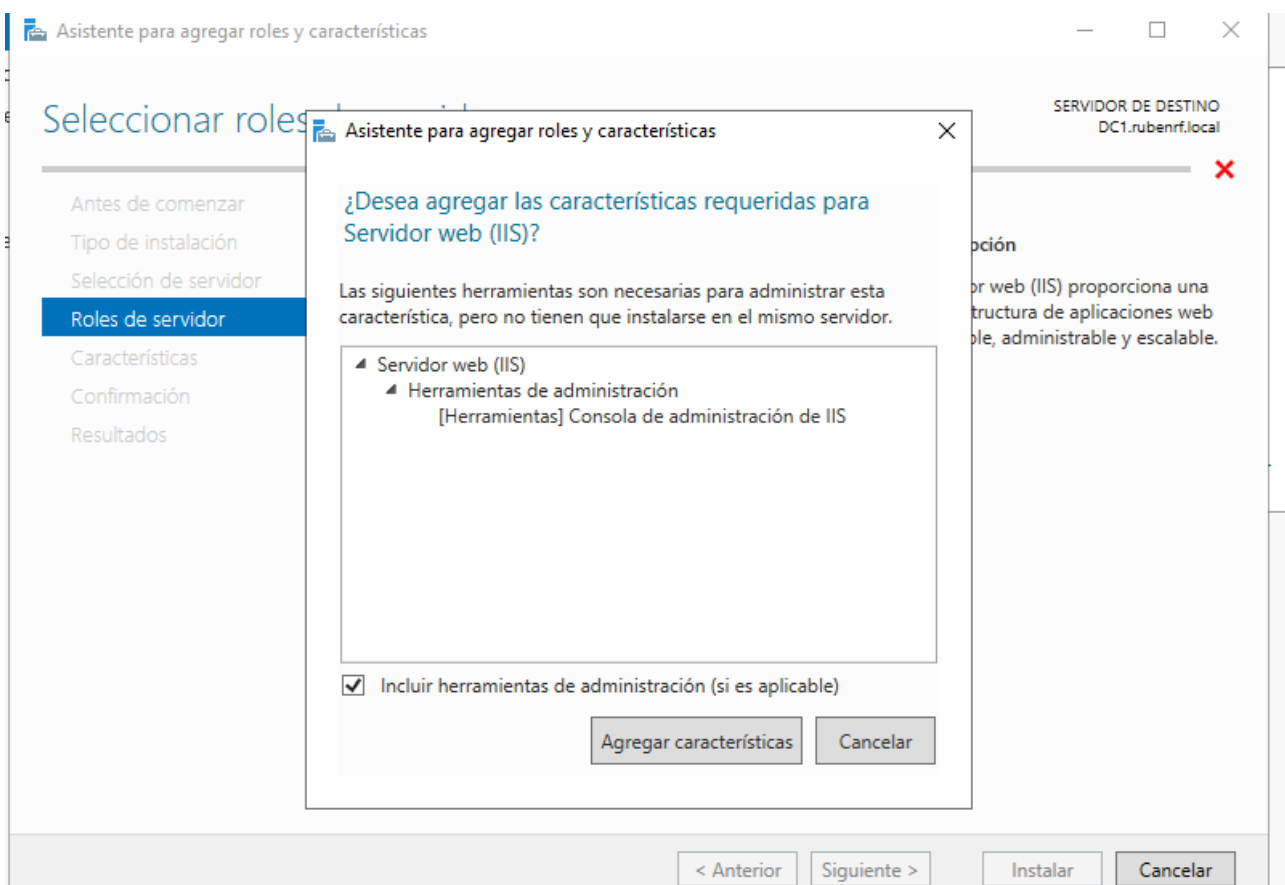 Asistente para agregar roles y características
Seleccionar roles
SERVIDOR DE DESTINO
DC1.rubenrf.local
Antes de comenzar
Tipo de instalación
Selección de servidor
Roles de servidor
Características
Confirmación
Resultados
Asistente para agregar roles y características
¿Desea agregar las características requeridas para
Servidor web (IIS)?
Las siguientes herramientas son necesarias para administrar esta
característica, pero no tienen que instalarse en el mismo servidor.
Servidor web (IIS)
Herramientas de administración
[Herramientas] Consola de administración de IIS
Incluir herramientas de administración (si es aplicable)
Agregar características
Cancelar
web (IIS) proporciona una
de aplicaciones web
administrable y escalable.
< Anterior
Siguiente >
Instalar
Cancelar